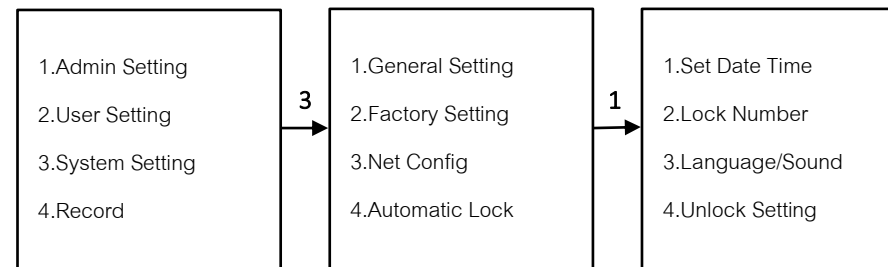 1.Admin Setting
2.User Setting
3.System Setting
4.Record
3
1.General Setting
2.Factory Setting
3.Net Config
4.Automatic Lock
1
1.Set Date Time
2.Lock Number
3.Language/Sound
4.Unlock Setting